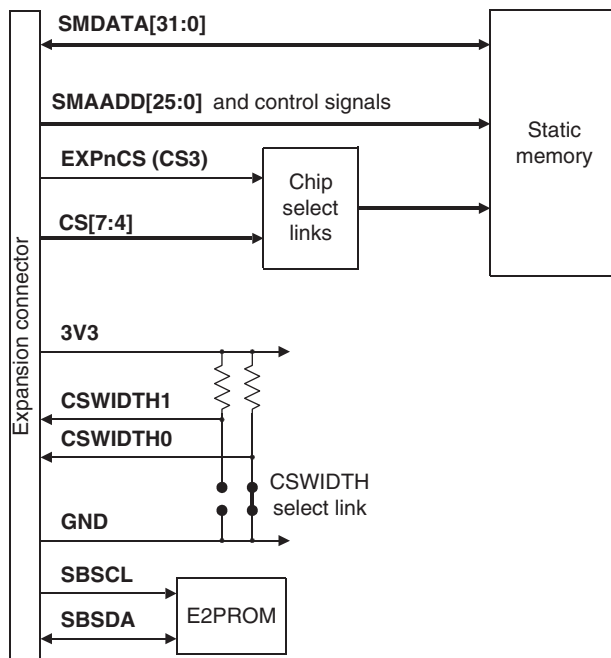 SMDATA[31:0]
SMAADD[25:0] and control signals
Static
memory
EXPnCS (CS3)
Chip
select
links
CS[7:4]
Expansion connector
3V3
CSWIDTH1
CSWIDTH0
CSWIDTH
select link
GND
SBSCL
E2PROM
SBSDA